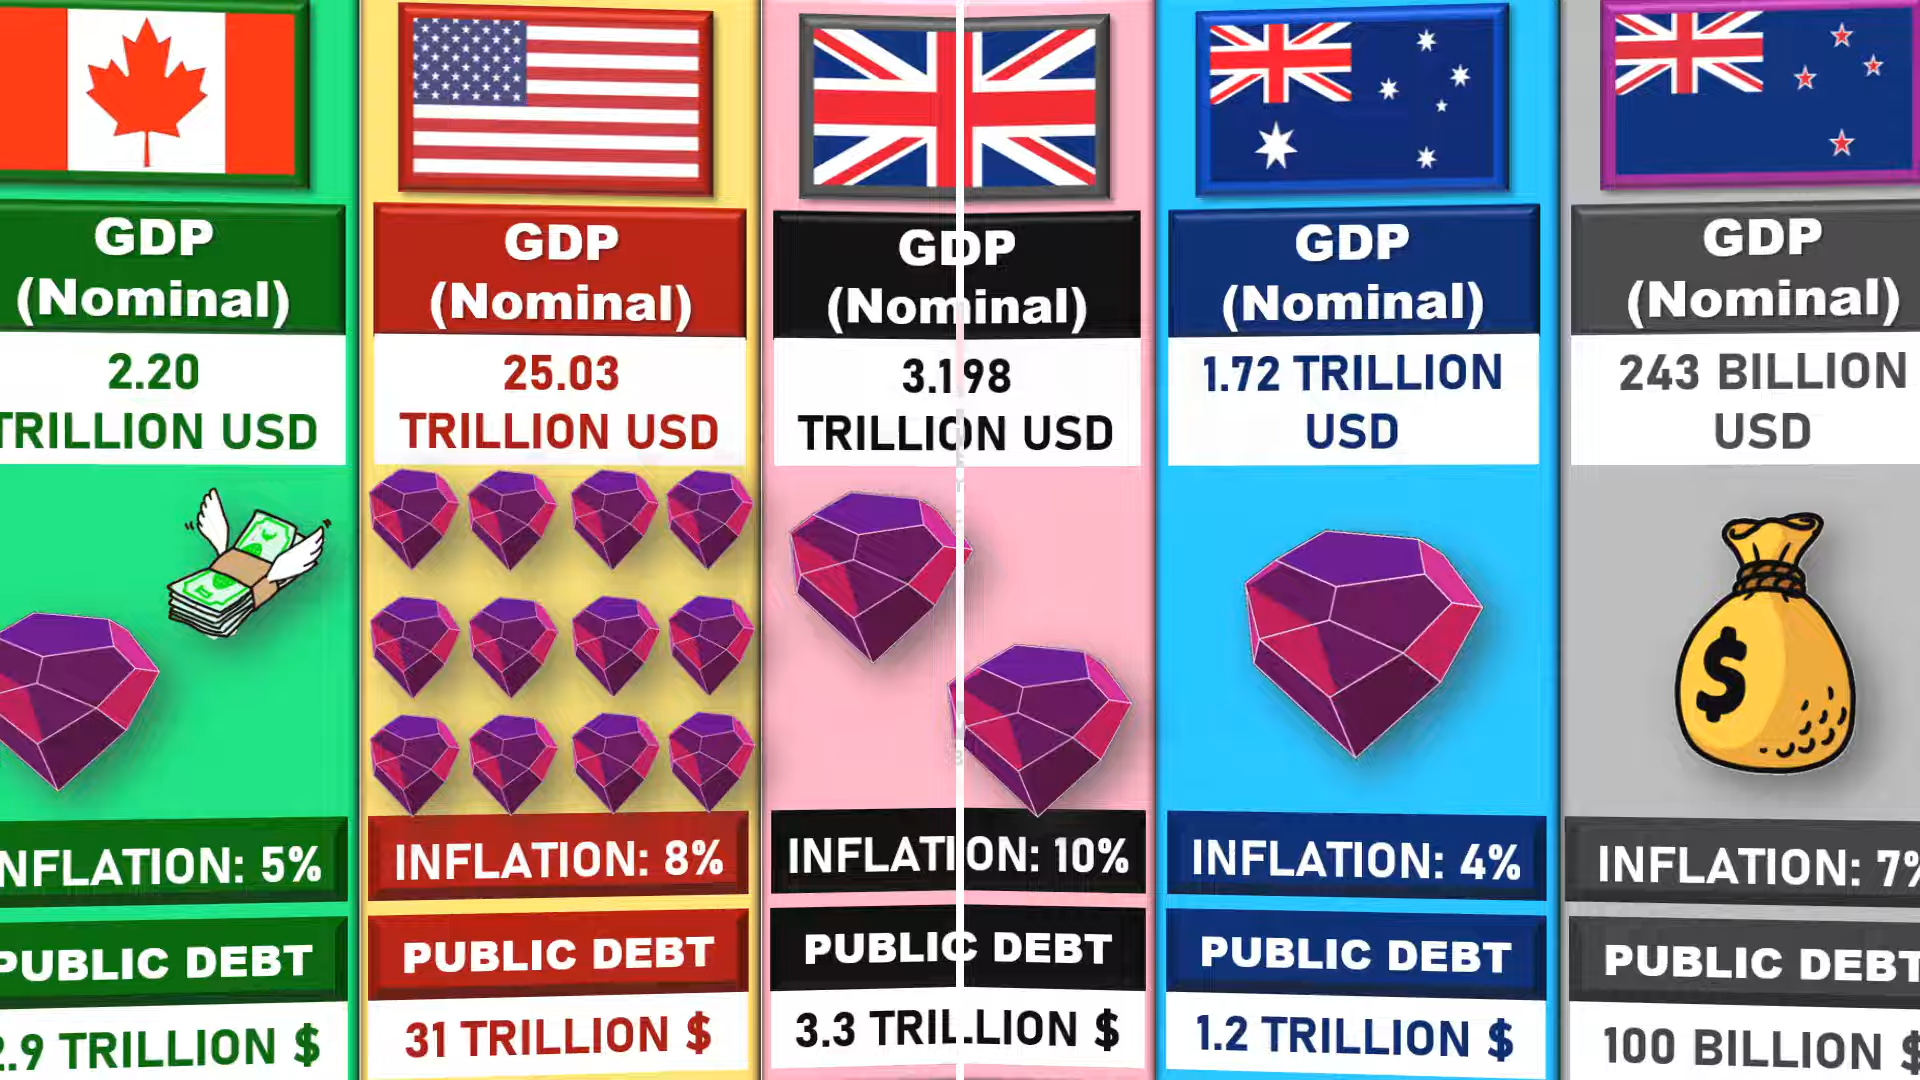 GDP
(Nominal)
2.20
TRILLION USD
NFLATION: 5%
PUBLIC DEBT
2.9 TRILLION $
GDP
(Nominal)
25.03
TRILLION USD
INFLATION: 8%
PUBLIC DEBT
31 TRILLION $
GDP
(Nominal)
3.198
TRILLION USD
INFLATION: 10%
PUBLIC DEBT
3.3 TRILLION $
GDP
(Nominal)
1.72 TRILLION
USD
INFLATION: 4%
PUBLIC DEBT
1.2 TRILLION $
GDP
(Nominal)
243 BILLION
USD
INFLATION: 7%
PUBLIC DEBT
100 BILLION $